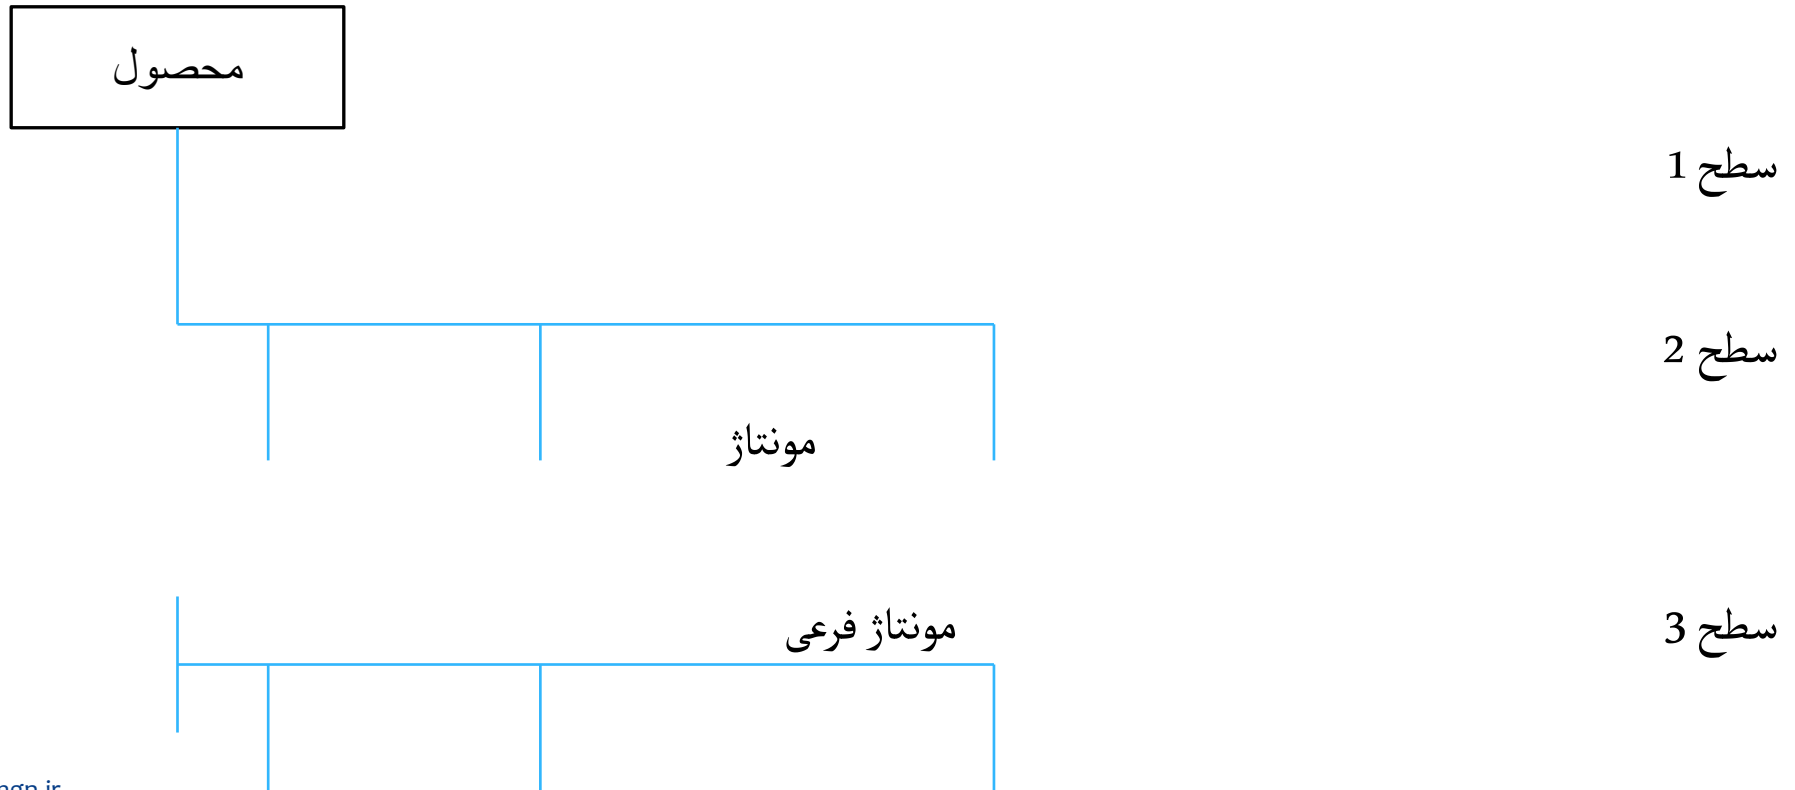 محصول
سطح 1
سطح 2
مونتاژ
مونتاژ فرعی
سطح 3